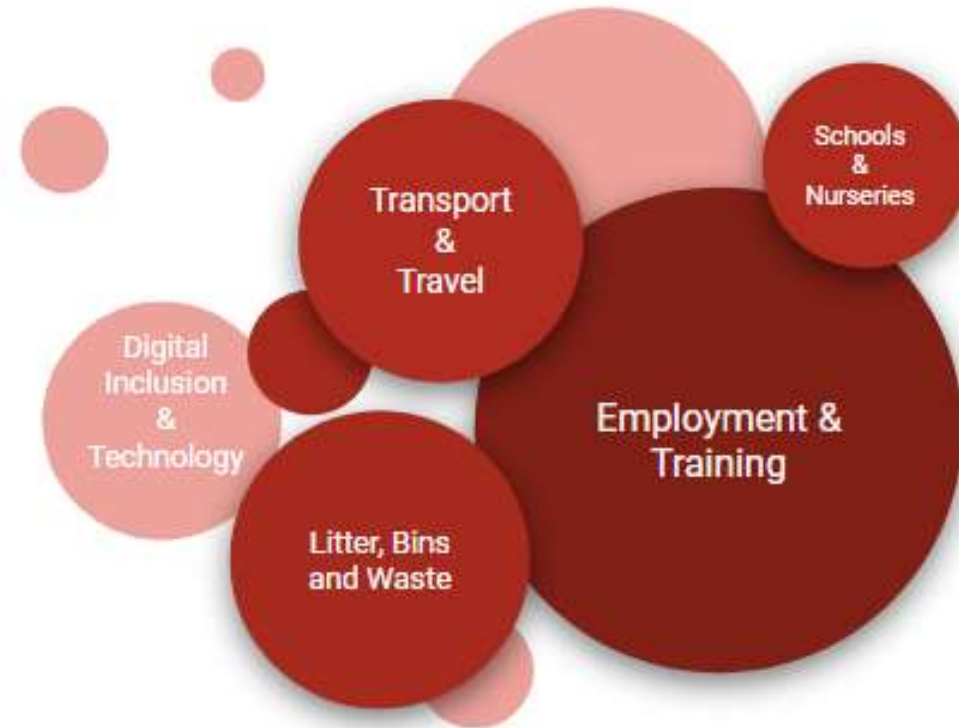 Schools
&
Nurseries
Transport
&
Travel
Digital
Inclusion
&
Technology
Employment &
Training
Litter, Bins
and Waste